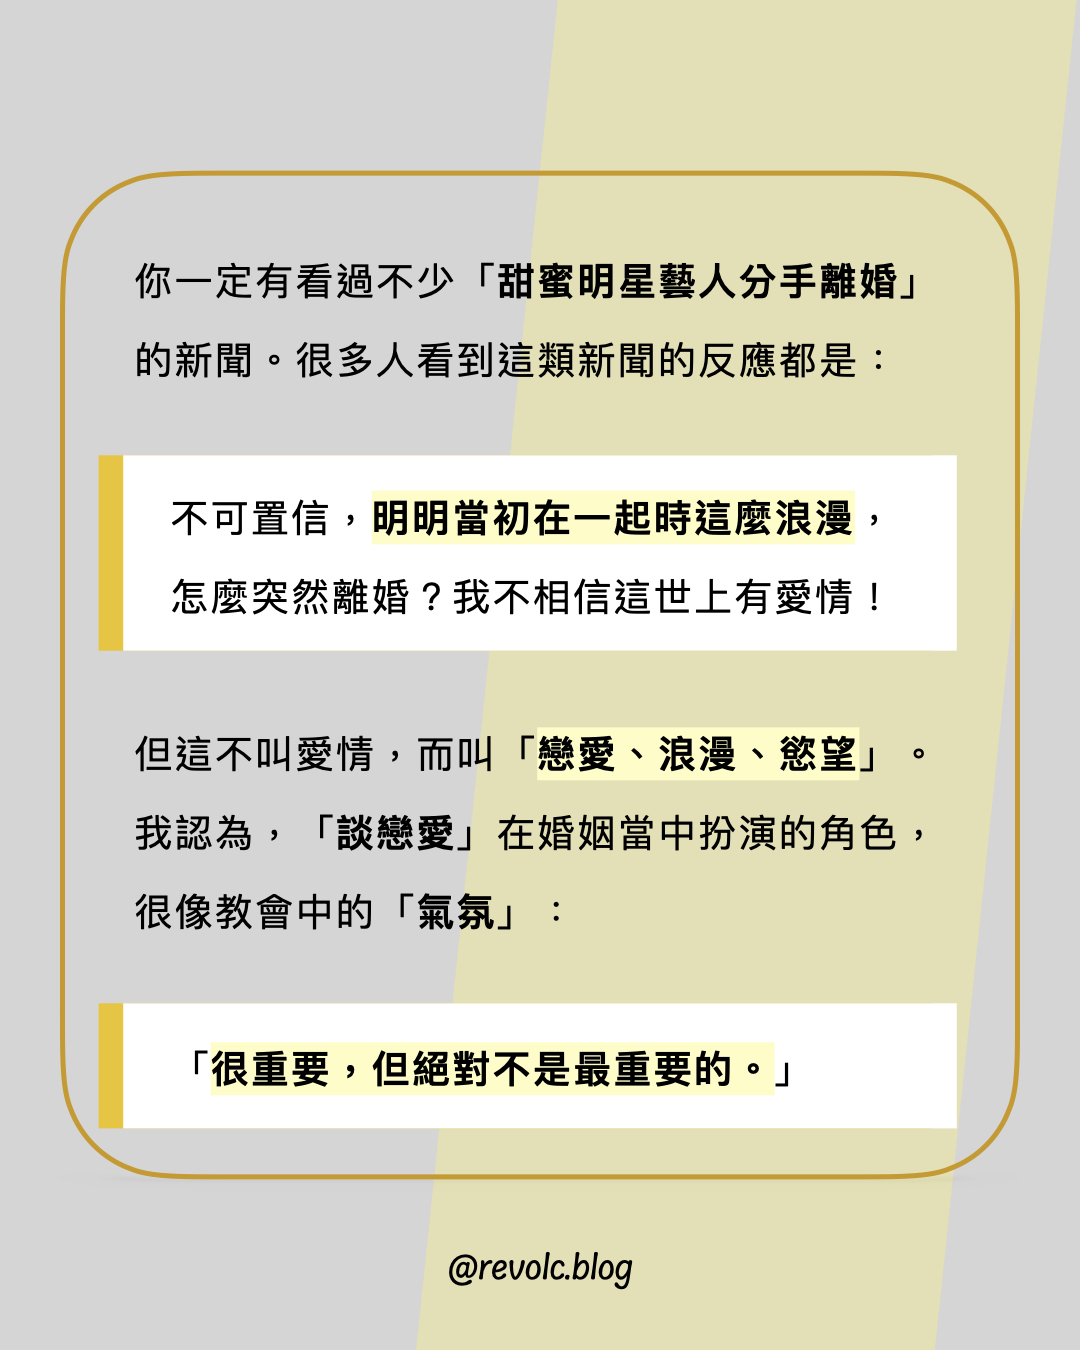 你一定有看過不少「甜蜜明星藝人分手離婚」
的新聞。很多人看到這類新聞的反應都是：
不可置信，明明當初在一起時這麼浪漫，
怎麼突然離婚？我不相信這世上有愛情！
但這不叫愛情，而叫「戀愛、浪漫、慾望」。
我認為，「談戀愛」在婚姻當中扮演的角色，
很像教會中的「氣氛」：
「很重要，但絕對不是最重要的。」
@revolc.blog